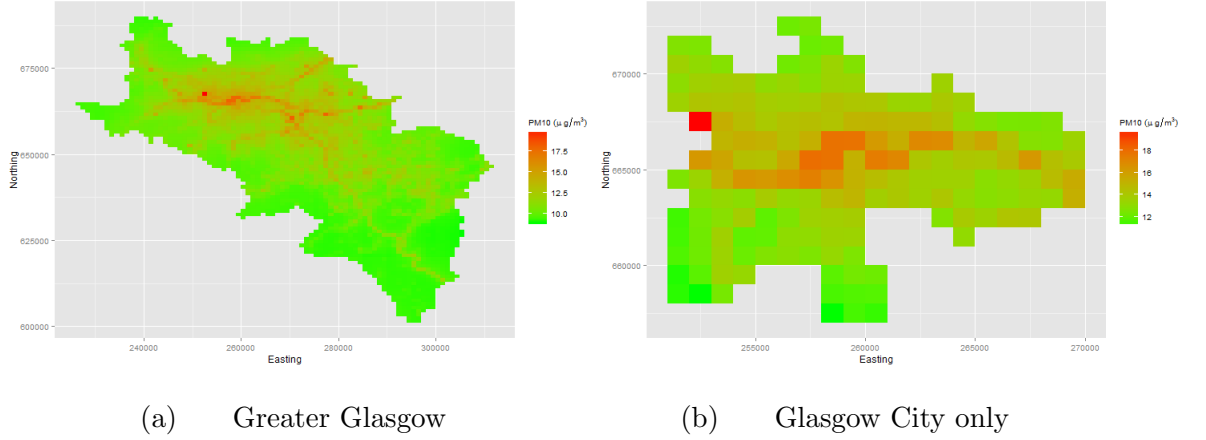 PM10 (μ g/m³)
17.5
15.0
12.5
10.0
675000
650000
625000
600000
Northing
240000
260000
280000
300000
Easting
(a) Greater Glasgow
PM10 (μ g/m³)
18
16
14
12
670000
665000
660000
Northing
255000
260000
265000
270000
Easting
(b) Glasgow City only